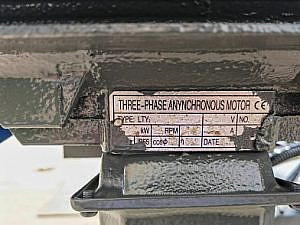 THREE-PHASE ANYNCHRONOUS MOTOR CE
TYPE: LTY. V NO.
kW RPM A
cosφ DATE